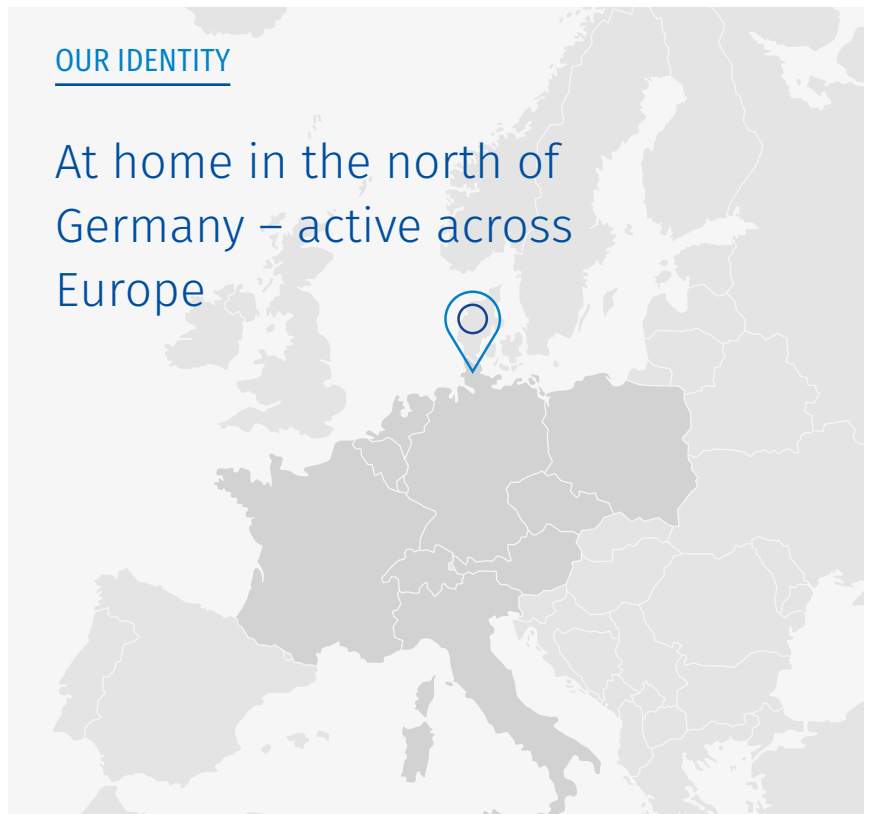 OUR IDENTITY
At home in the north of
Germany – active across
Europe